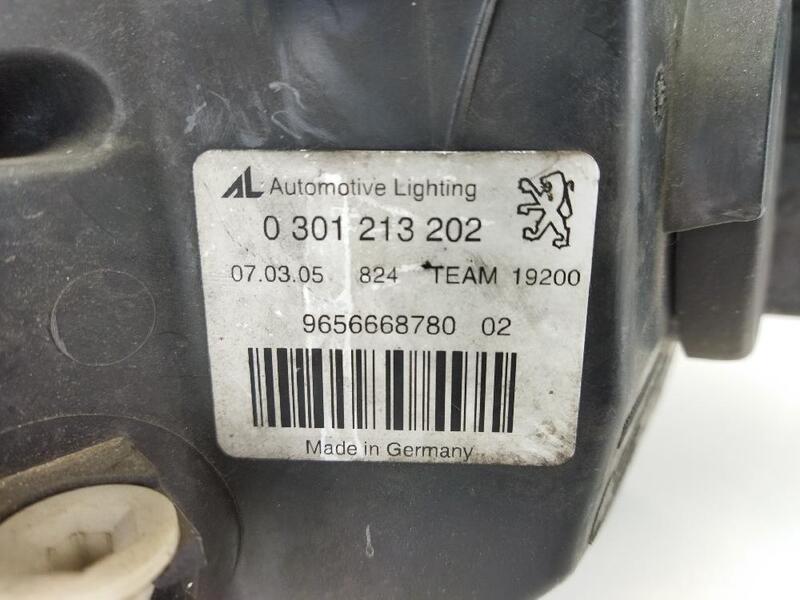 AL Automotive Lighting
0 301 213 202
07.03.05 824 TEAM 19200
9656668780 02
Made in Germany